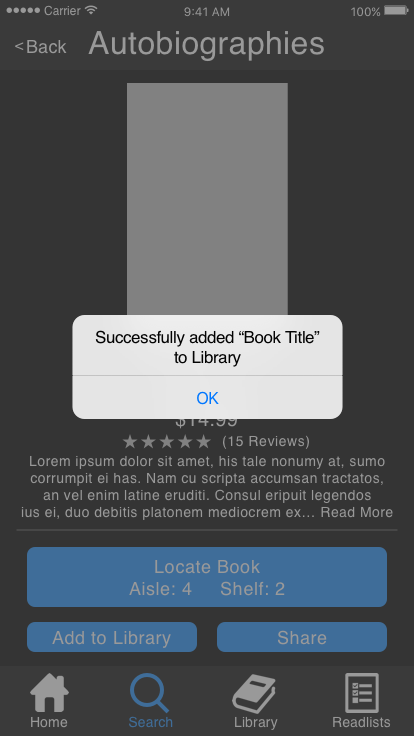 Carrier 9:41 AM 100%
<Back Autobiographies
Successfully added “Book Title”
to Library
OK
$14.99
(15 Reviews)
Lorem ipsum dolor sit amet, his tale nonumy at, sumo
corrumpit ei has. Nam cu scripta accumsan tractatos,
an vel enim latine eruditi. Consul eripuit legendos
ius ei, duo debitis platonem mediocrem ex... Read More
Locate Book
Aisle: 4 Shelf: 2
Add to Library Share
Home Search Library Readlists